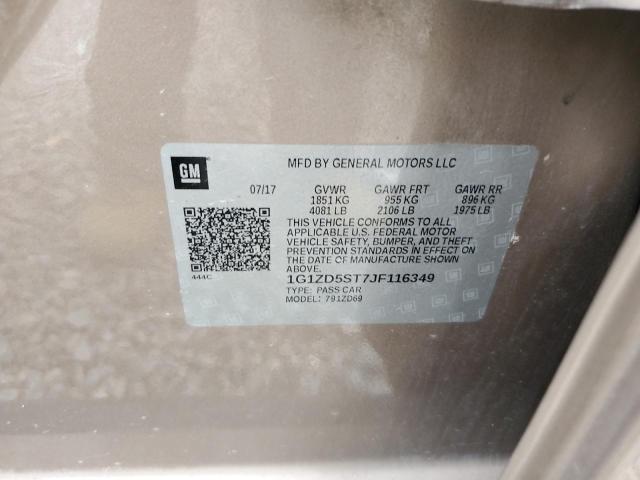 GM
MFD BY GENERAL MOTORS LLC
07/17 GVWR GAWR FRT GAWR RR
1851 KG 955 KG 896 KG
4081 LB 2106 LB 1975 LB
THIS VEHICLE CONFORMS TO ALL
APPLICABLE U.S. FEDERAL MOTOR
VEHICLE SAFETY, BUMPER, AND THEFT
PREVENTION STANDARDS IN EFFECT ON
THE DATE OF MANUFACTURE SHOWN
ABOVE.
444C
1G1ZD5ST7JF116349
TYPE: PASS CAR
MODEL: 791ZD69